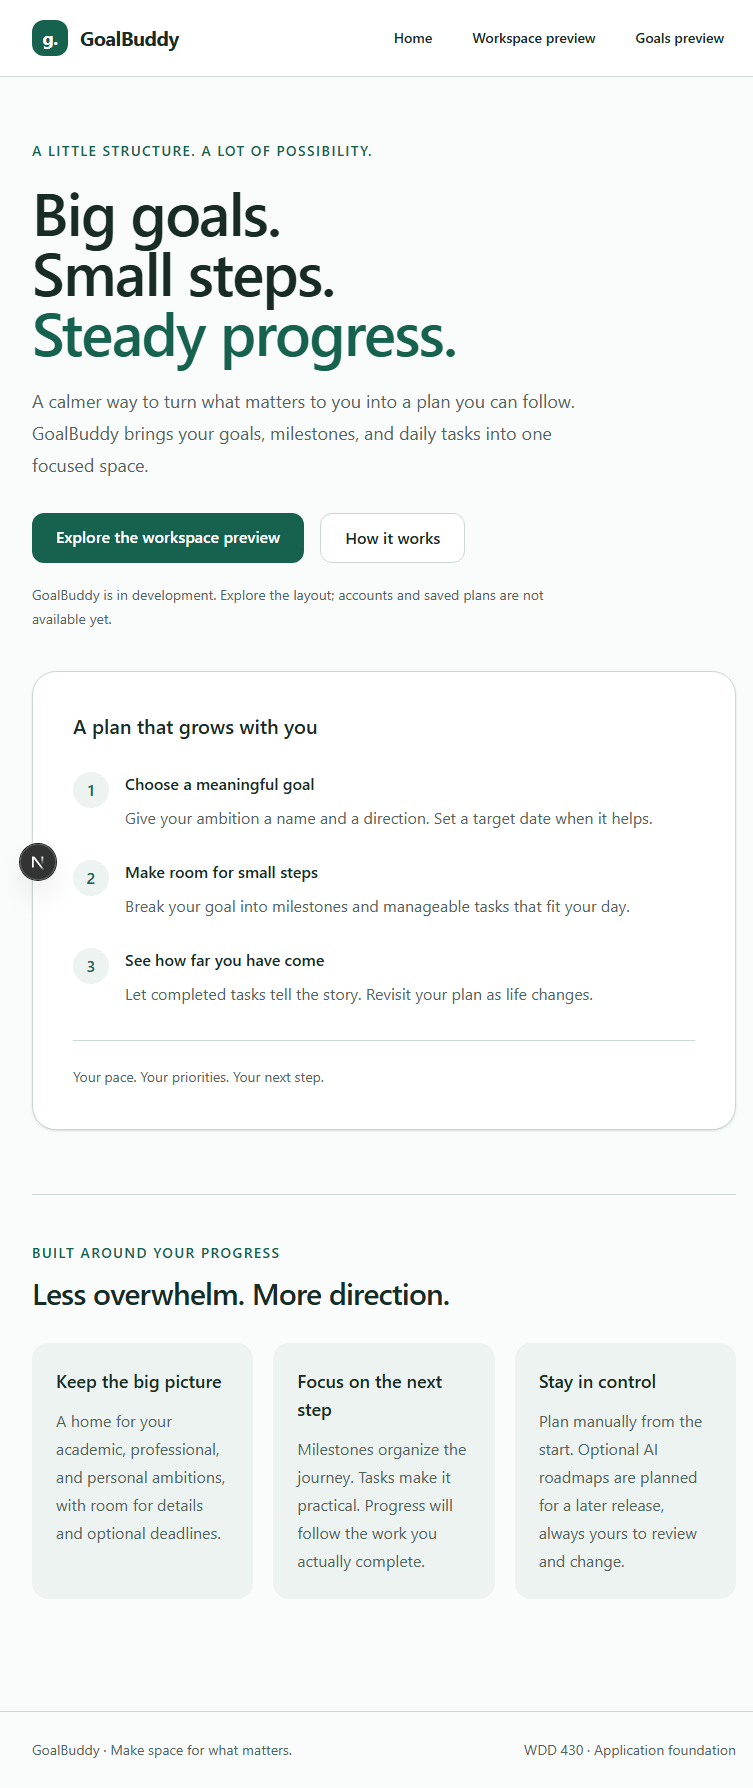 g. GoalBuddy
Home Workspace preview Goals preview
A LITTLE STRUCTURE. A LOT OF POSSIBILITY.
Big goals.
Small steps.
Steady progress.
A calmer way to turn what matters to you into a plan you can follow.
GoalBuddy brings your goals, milestones, and daily tasks into one
focused space.
Explore the workspace preview
How it works
GoalBuddy is in development. Explore the layout; accounts and saved plans are not
available yet.
A plan that grows with you
1
Choose a meaningful goal
Give your ambition a name and a direction. Set a target date when it helps.
N
2
Make room for small steps
Break your goal into milestones and manageable tasks that fit your day.
3
See how far you have come
Let completed tasks tell the story. Revisit your plan as life changes.
Your pace. Your priorities. Your next step.
BUILT AROUND YOUR PROGRESS
Less overwhelm. More direction.
Keep the big picture
A home for your
academic, professional,
and personal ambitions,
with room for details
and optional deadlines.
Focus on the next
step
Milestones organize the
journey. Tasks make it
practical. Progress will
follow the work you
actually complete.
Stay in control
Plan manually from the
start. Optional AI
roadmaps are planned
for a later release,
always yours to review
and change.
GoalBuddy · Make space for what matters.
WDD 430 · Application foundation